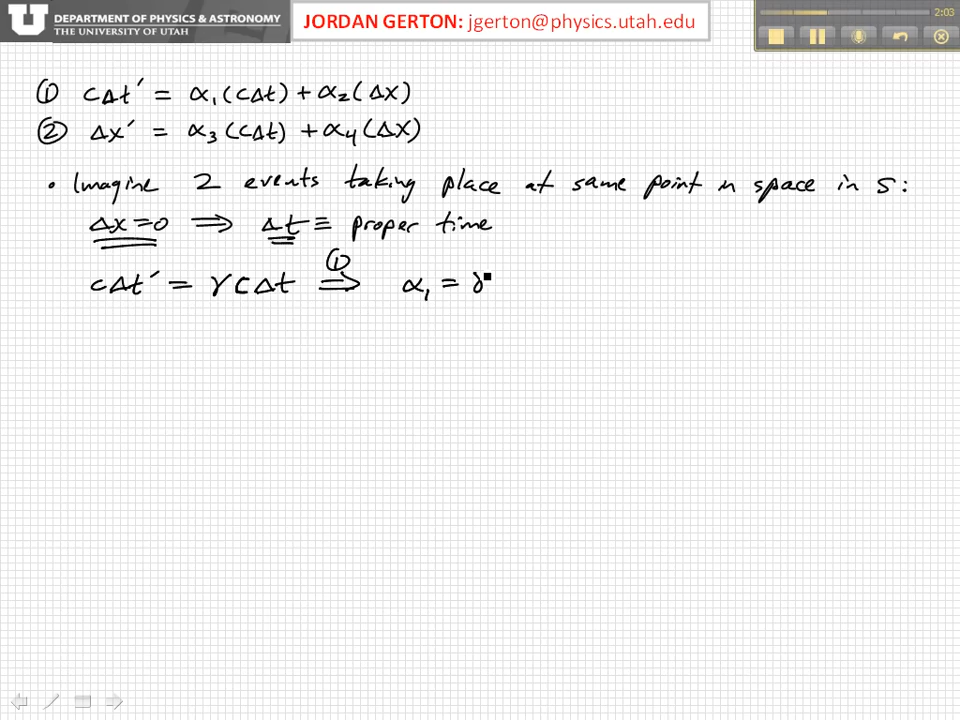 U DEPARTMENT OF PHYSICS & ASTRONOMY
THE UNIVERSITY OF UTAH
JORDAN GERTON: jgerton@physics.utah.edu
2:03
① cΔt′ = α₁(cΔt) + α₂(Δx)
② Δx′ = α₃(cΔt) + α₄(Δx)
• Imagine 2 events taking place at same point in space in S:
Δx=0 ⟹ Δt ≡ proper time
cΔt′ = γcΔt ①⟹ α₁ = γ